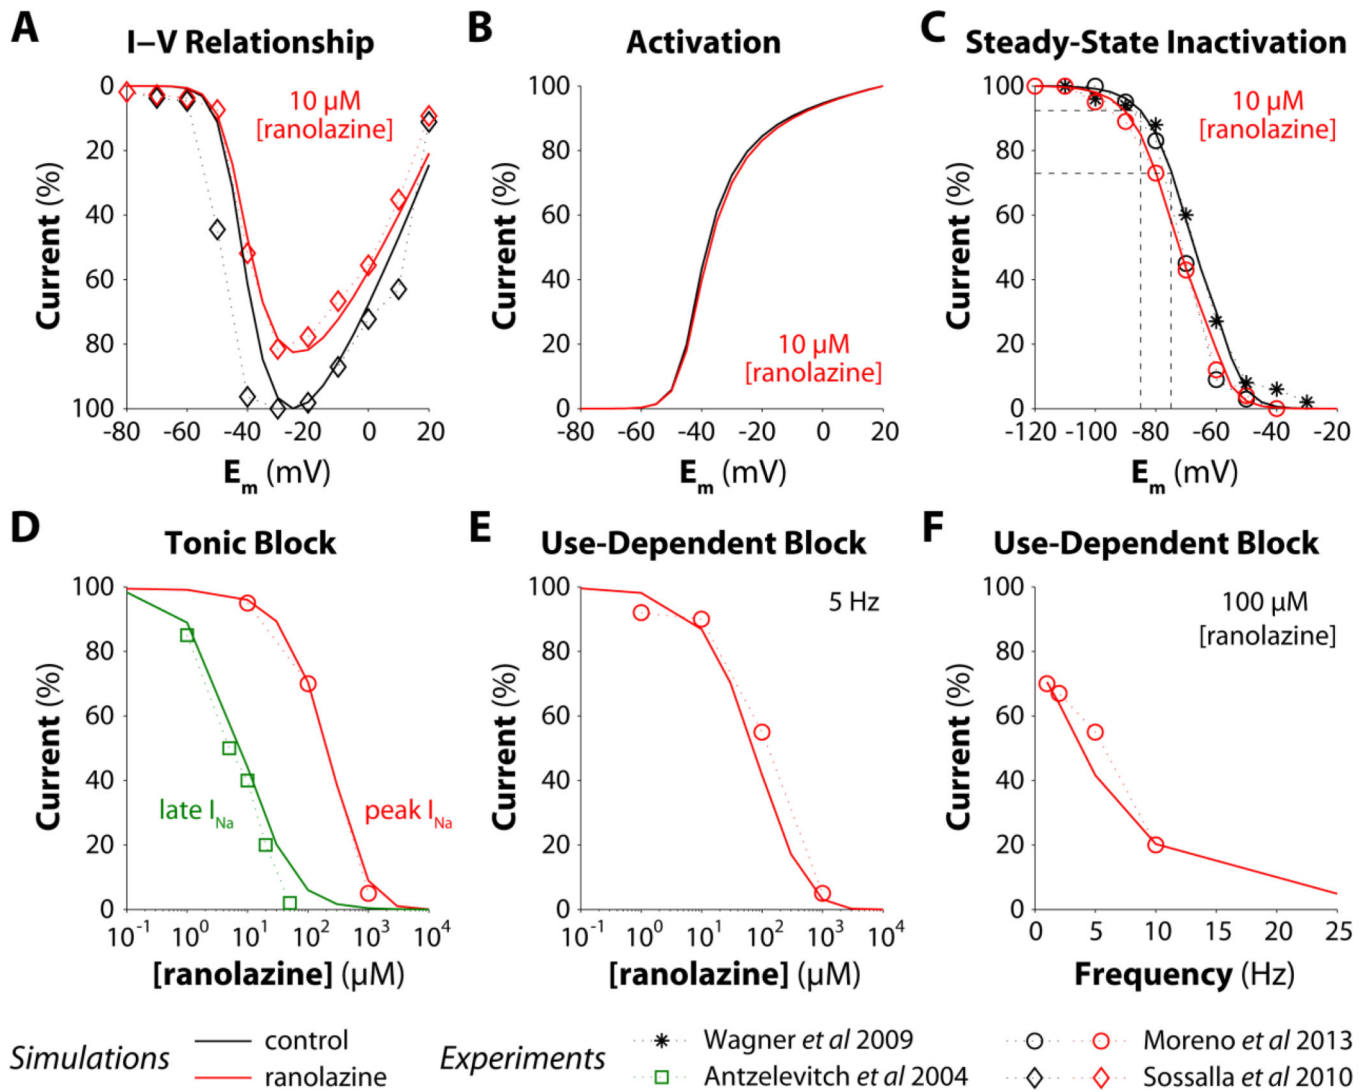 A
I–V Relationship
0
20
40
60
80
100
Current (%)
10 µM
[ranolazine]
-80 -60 -40 -20 0 20
Em (mV)
B
Activation
100
80
60
40
20
0
Current (%)
10 µM
[ranolazine]
-80 -60 -40 -20 0 20
Em (mV)
C
Steady-State Inactivation
100
80
60
40
20
0
Current (%)
10 µM
[ranolazine]
-120 -100 -80 -60 -40 -20
Em (mV)
D
Tonic Block
100
80
60
40
20
0
Current (%)
late INa
peak INa
10-1 100 101 102 103 104
[ranolazine] (µM)
E
Use-Dependent Block
100
80
60
40
20
0
Current (%)
5 Hz
10-1 100 101 102 103 104
[ranolazine] (µM)
F
Use-Dependent Block
100
80
60
40
20
0
Current (%)
100 µM
[ranolazine]
0 5 10 15 20 25
Frequency (Hz)
Simulations
control
ranolazine
Experiments
Wagner et al 2009
Antzelevitch et al 2004
Moreno et al 2013
Sossalla et al 2010